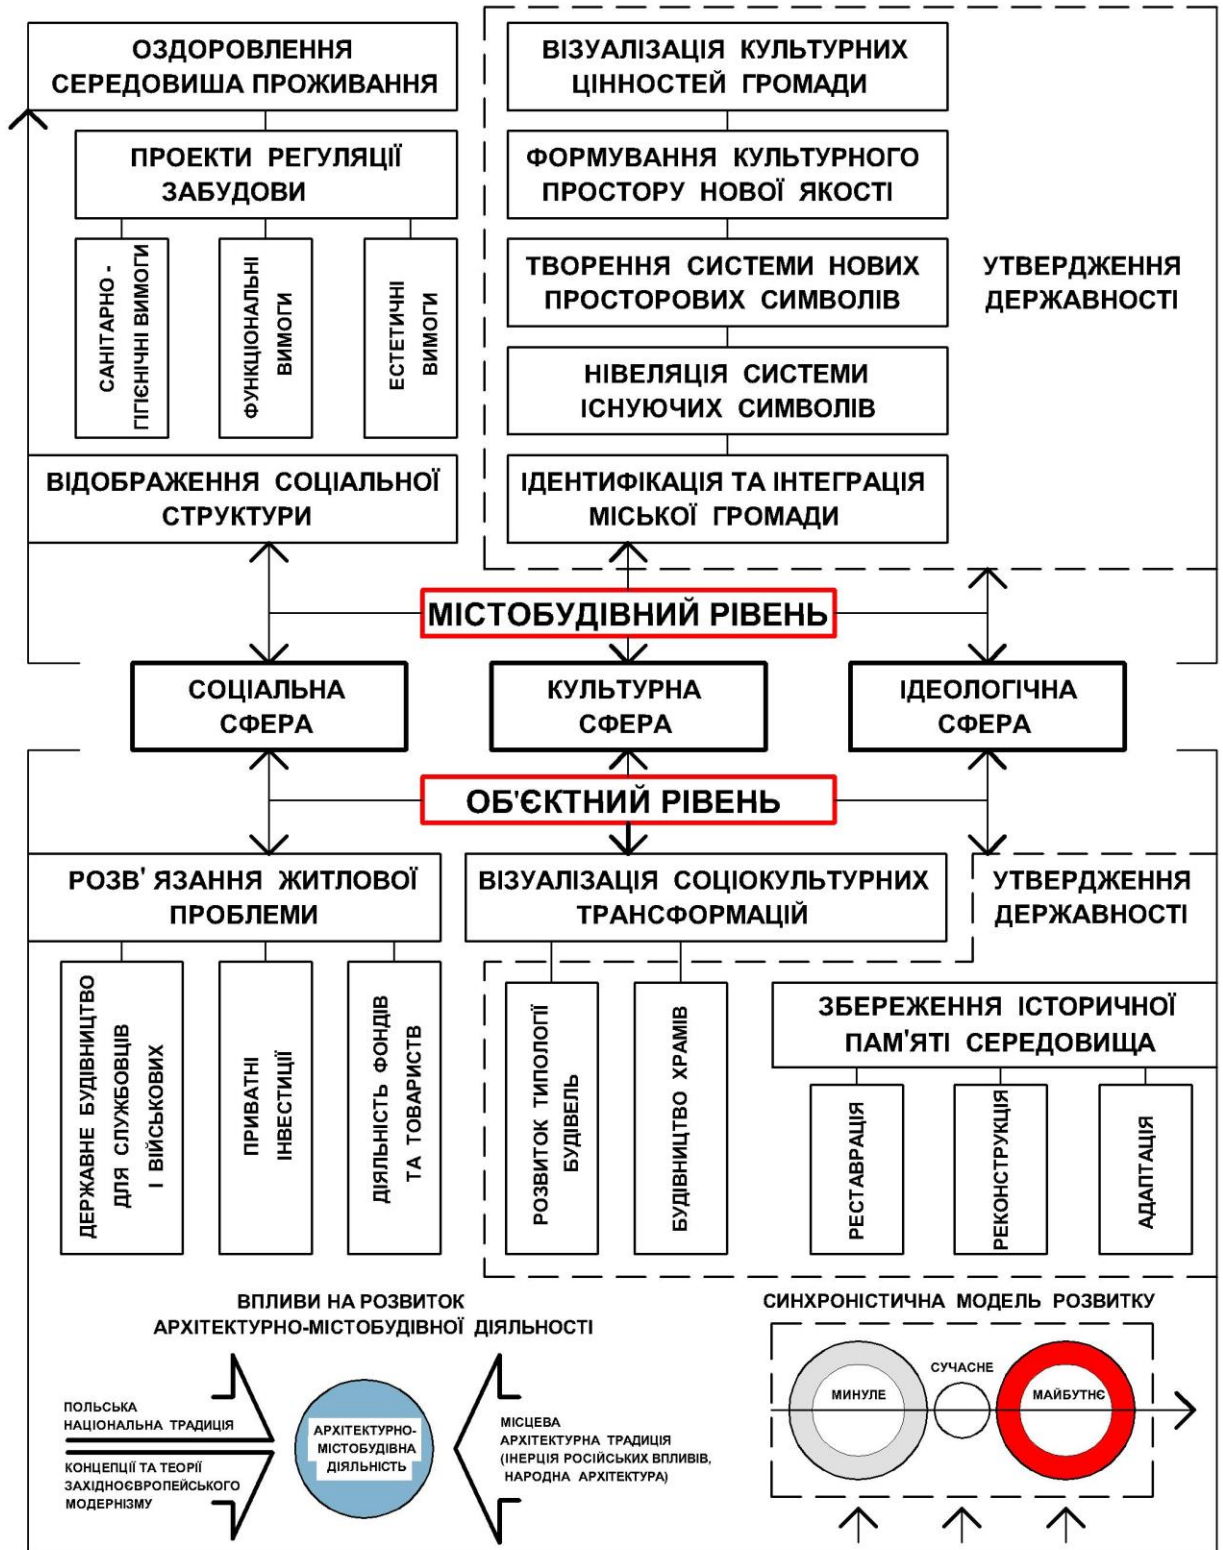 ОЗДОРОВЛЕННЯ
СЕРЕДОВИША ПРОЖИВАННЯ
ПРОЕКТИ РЕГУЛЯЦІЇ
ЗАБУДОВИ
САНІТАРНО -
ГІГІЄНІЧНІ ВИМОГИ
ФУНКЦІОНАЛЬНІ
ВИМОГИ
ЕСТЕТИЧНІ
ВИМОГИ
ВІДОБРАЖЕННЯ СОЦІАЛЬНОЇ
СТРУКТУРИ
ВІЗУАЛІЗАЦІЯ КУЛЬТУРНИХ
ЦІННОСТЕЙ ГРОМАДИ
ФОРМУВАННЯ КУЛЬТУРНОГО
ПРОСТОРУ НОВОЇ ЯКОСТІ
ТВОРЕННЯ СИСТЕМИ НОВИХ
ПРОСТОРОВИХ СИМВОЛІВ
НІВЕЛЯЦІЯ СИСТЕМИ
ІСНУЮЧИХ СИМВОЛІВ
ІДЕНТИФІКАЦІЯ ТА ІНТЕГРАЦІЯ
МІСЬКОЇ ГРОМАДИ
УТВЕРДЖЕННЯ
ДЕРЖАВНОСТІ
МІСТОБУДІВНИЙ РІВЕНЬ
СОЦІАЛЬНА
СФЕРА
КУЛЬТУРНА
СФЕРА
ІДЕОЛОГІЧНА
СФЕРА
ОБ'ЄКТНИЙ РІВЕНЬ
РОЗВ' ЯЗАННЯ ЖИТЛОВОЇ
ПРОБЛЕМИ
ДЕРЖАВНЕ БУДІВНИЦТВО
ДЛЯ СЛУЖБОВЦІВ
І ВІЙСЬКОВИХ
ПРИВАТНІ
ІНВЕСТИЦІЇ
ДІЯЛЬНІСТЬ ФОНДІВ
ТА ТОВАРИСТВ
ВІЗУАЛІЗАЦІЯ СОЦІОКУЛЬТУРНИХ
ТРАНСФОРМАЦІЙ
РОЗВИТОК ТИПОЛОГІЇ
БУДІВЕЛЬ
БУДІВНИЦТВО ХРАМІВ
УТВЕРДЖЕННЯ
ДЕРЖАВНОСТІ
ЗБЕРЕЖЕННЯ ІСТОРИЧНОЇ
ПАМ'ЯТІ СЕРЕДОВИЩА
РЕСТАВРАЦІЯ
РЕКОНСТРУКЦІЯ
АДАПТАЦІЯ
ВПЛИВИ НА РОЗВИТОК
АРХІТЕКТУРНО-МІСТОБУДІВНОЇ ДІЯЛЬНОСТІ
ПОЛЬСЬКА
НАЦІОНАЛЬНА ТРАДИЦІЯ
КОНЦЕПЦІЇ ТА ТЕОРІЇ
ЗАХІДНОЄВРОПЕЙСЬКОГО
МОДЕРНІЗМУ
АРХІТЕКТУРНО-
МІСТОБУДІВНА
ДІЯЛЬНІСТЬ
МІСЦЕВА
АРХІТЕКТУРНА ТРАДИЦІЯ
(ІНЕРЦІЯ РОСІЙСЬКИХ ВПЛИВІВ,
НАРОДНА АРХІТЕКТУРА)
СИНХРОНІСТИЧНА МОДЕЛЬ РОЗВИТКУ
МИНУЛЕ
СУЧАСНЕ
МАЙБУТНЄ